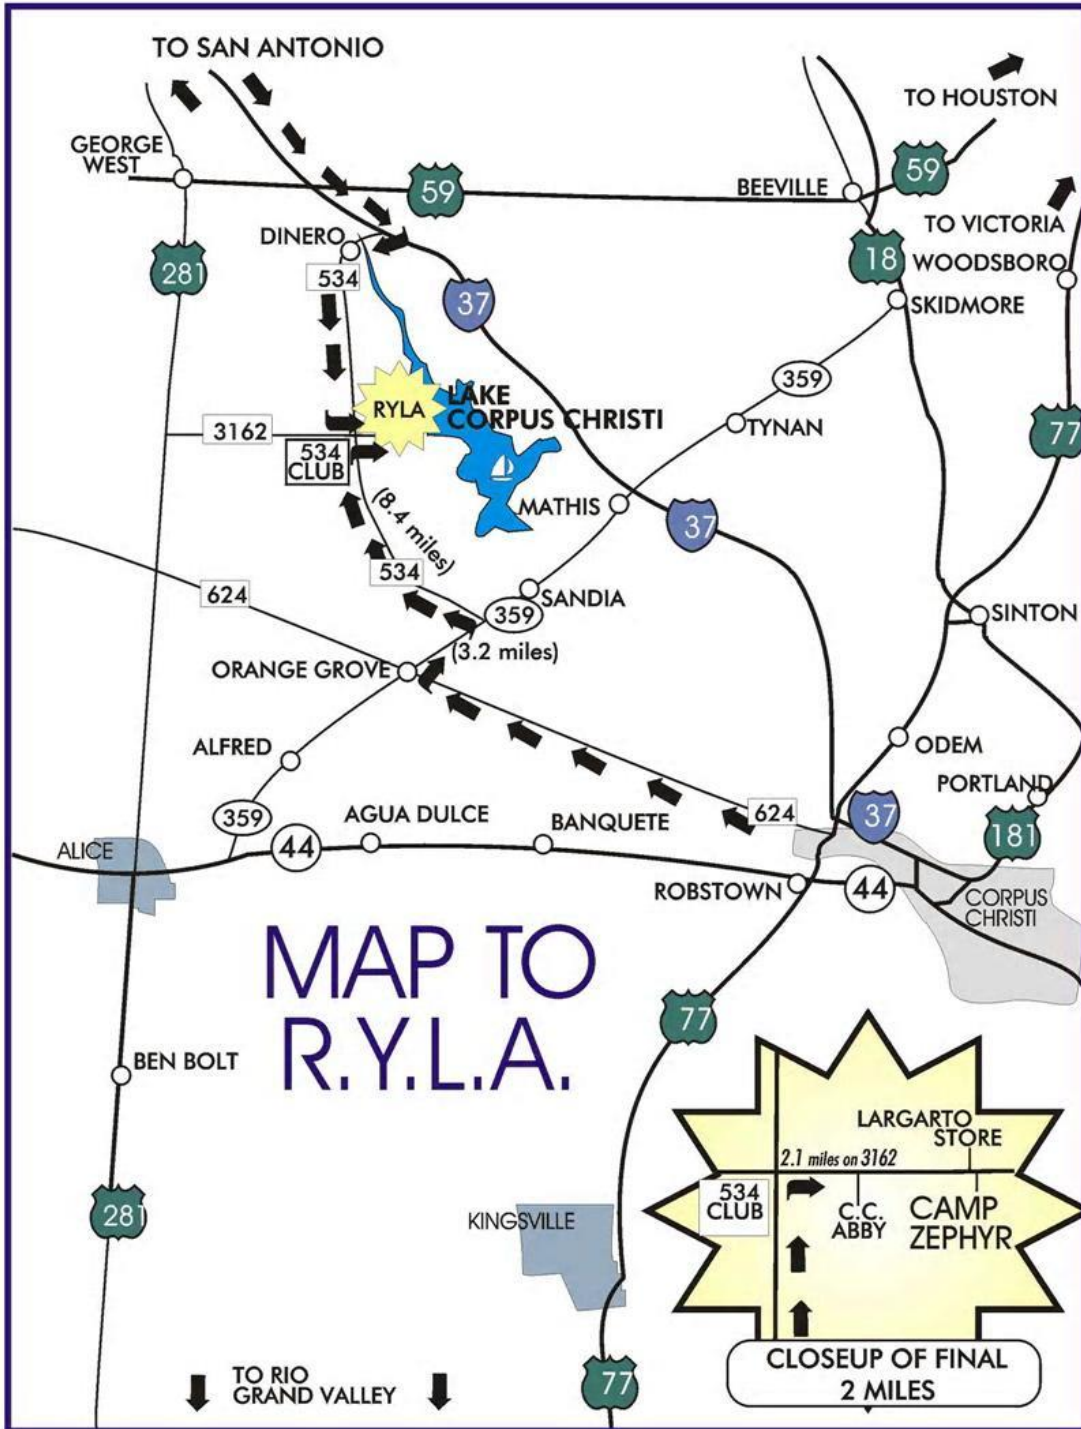 TO SAN ANTONIO
TO HOUSTON
GEORGE
WEST
59
BEEVILLE
59
TO VICTORIA
DINERO
281
534
18
WOODSBORO
37
SKIDMORE
359
RYLA
LAKE
CORPUS CHRISTI
TYNAN
77
3162
534
CLUB
(8.4 miles)
MATHIS
37
534
624
SANDIA
359
SINTON
(3.2 miles)
ORANGE GROVE
ALFRED
ODEM
PORTLAND
359
AGUA DULCE
BANQUETE
624
37
181
ALICE
44
ROBSTOWN
44
CORPUS
CHRISTI
MAP TO
R.Y.L.A.
77
BEN BOLT
LARGARTO
STORE
2.1 miles on 3162
534
CLUB
C.C.
ABBY
CAMP
ZEPHYR
281
KINGSVILLE
CLOSEUP OF FINAL
2 MILES
TO RIO
GRAND VALLEY
77